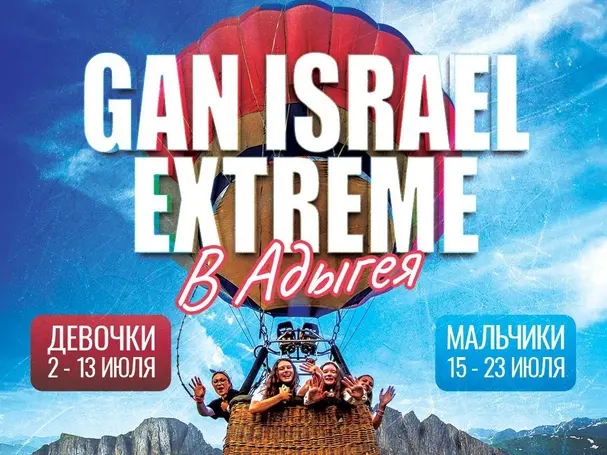 GAN ISRAEL
EXTREME
В Адыгея
ДЕВОЧКИ
2 - 13 ИЮЛЯ
МАЛЬЧИКИ
15 - 23 ИЮЛЯ